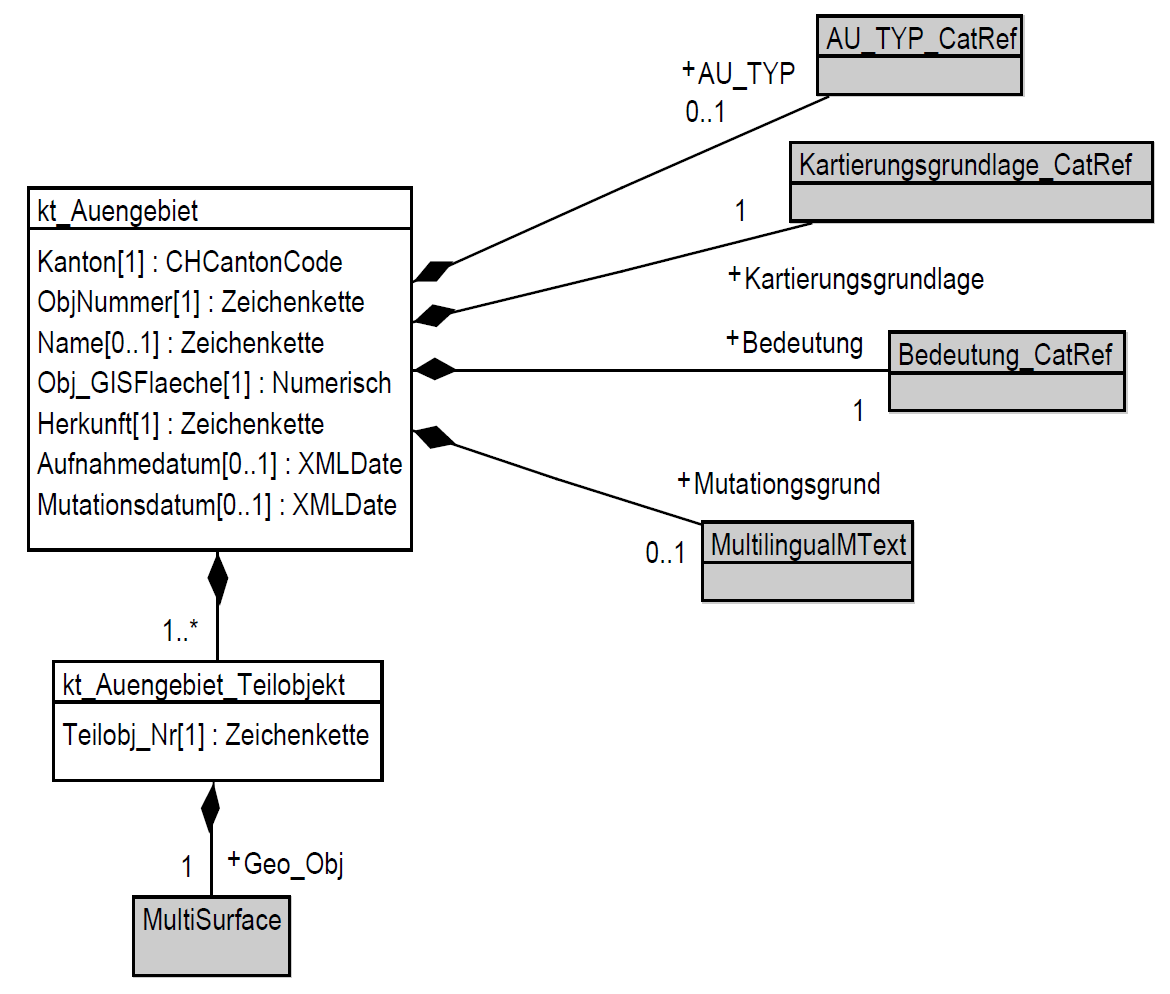 AU_TYP_CatRef
+AU_TYP
0..1
Kartierungsgrundlage_CatRef
1
+Kartierungsgrundlage
kt_Auengebiet
Kanton[1] : CHCantonCode
ObjNummer[1] : Zeichenkette
Name[0..1] : Zeichenkette
Obj_GISFlaeche[1] : Numerisch
Herkunft[1] : Zeichenkette
Aufnahmedatum[0..1] : XMLDate
Mutationsdatum[0..1] : XMLDate
+Bedeutung
Bedeutung_CatRef
1
+Mutationgsgrund
0..1
MultilingualMText
1..*
kt_Auengebiet_Teilobjekt
Teilobj_Nr[1] : Zeichenkette
1
+Geo_Obj
MultiSurface